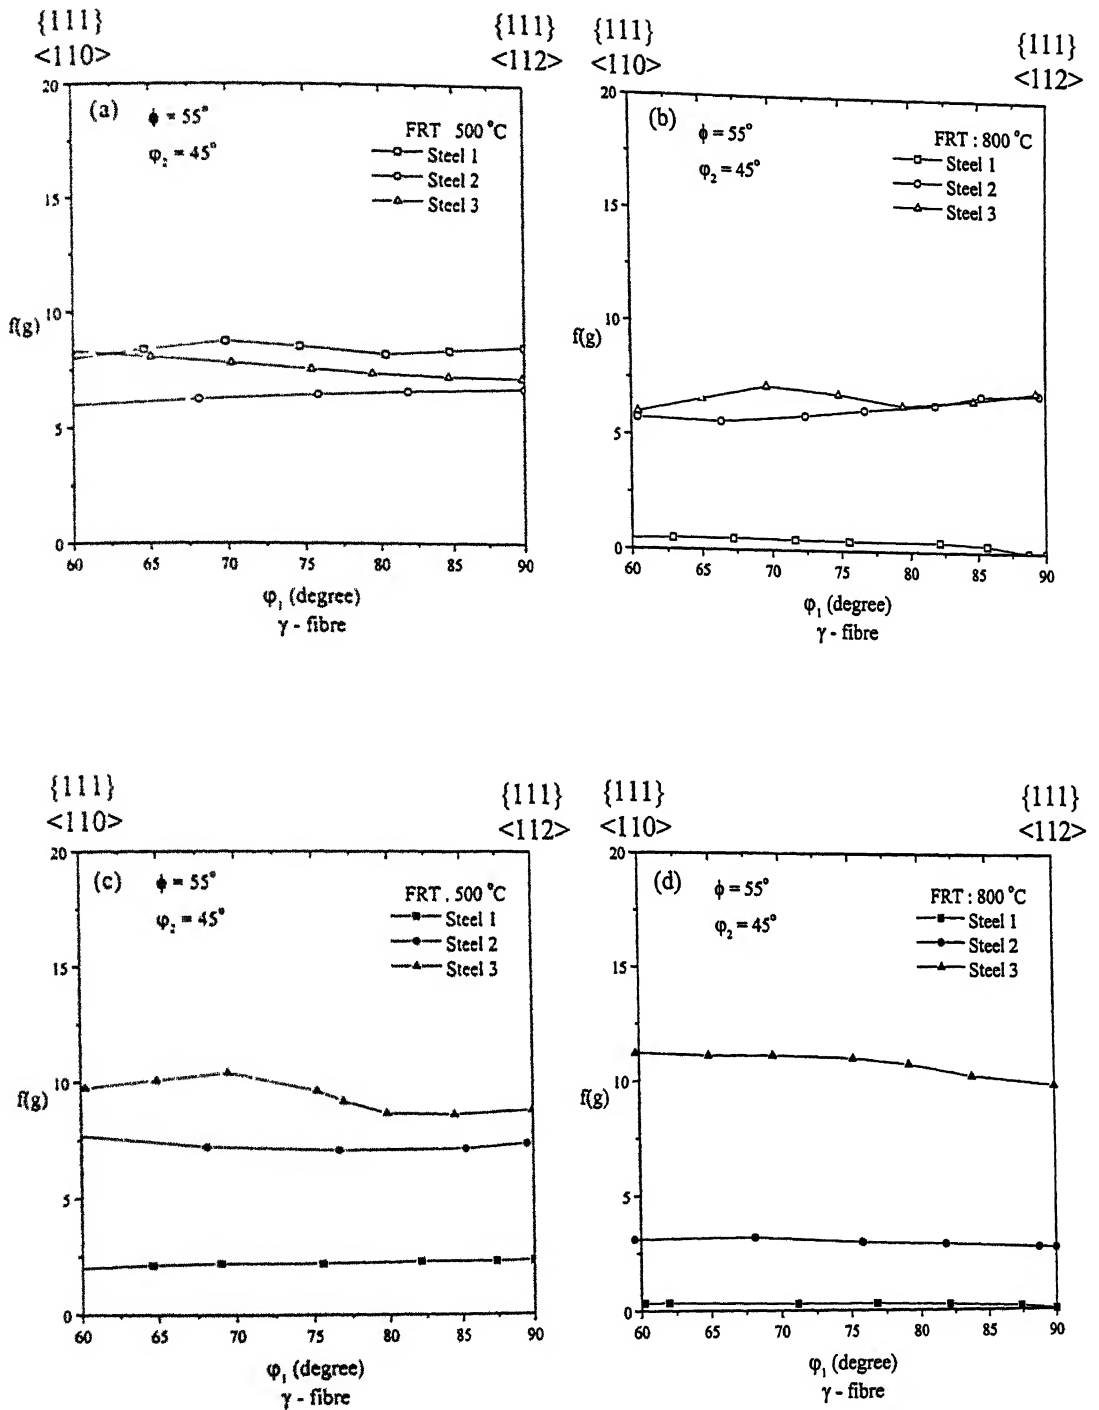 {111}
<110>
{111}
<112>
(a)
ϕ = 55°
φ₂ = 45°
FRT 500 °C
Steel 1
Steel 2
Steel 3
20
15
10
5
0
f(g)
60 65 70 75 80 85 90
φ₁ (degree)
γ - fibre
{111}
<110>
{111}
<112>
(b)
ϕ = 55°
φ₂ = 45°
FRT : 800 °C
Steel 1
Steel 2
Steel 3
20
15
10
5
0
f(g)
60 65 70 75 80 85 90
φ₁ (degree)
γ - fibre
{111}
<110>
{111}
<112>
(c)
ϕ = 55°
φ₂ = 45°
FRT . 500 °C
Steel 1
Steel 2
Steel 3
20
15
10
5
0
f(g)
60 65 70 75 80 85 90
φ₁ (degree)
γ - fibre
{111}
<110>
{111}
<112>
(d)
ϕ = 55°
φ₂ = 45°
FRT : 800 °C
Steel 1
Steel 2
Steel 3
20
15
10
5
0
f(g)
60 65 70 75 80 85 90
φ₁ (degree)
γ - fibre